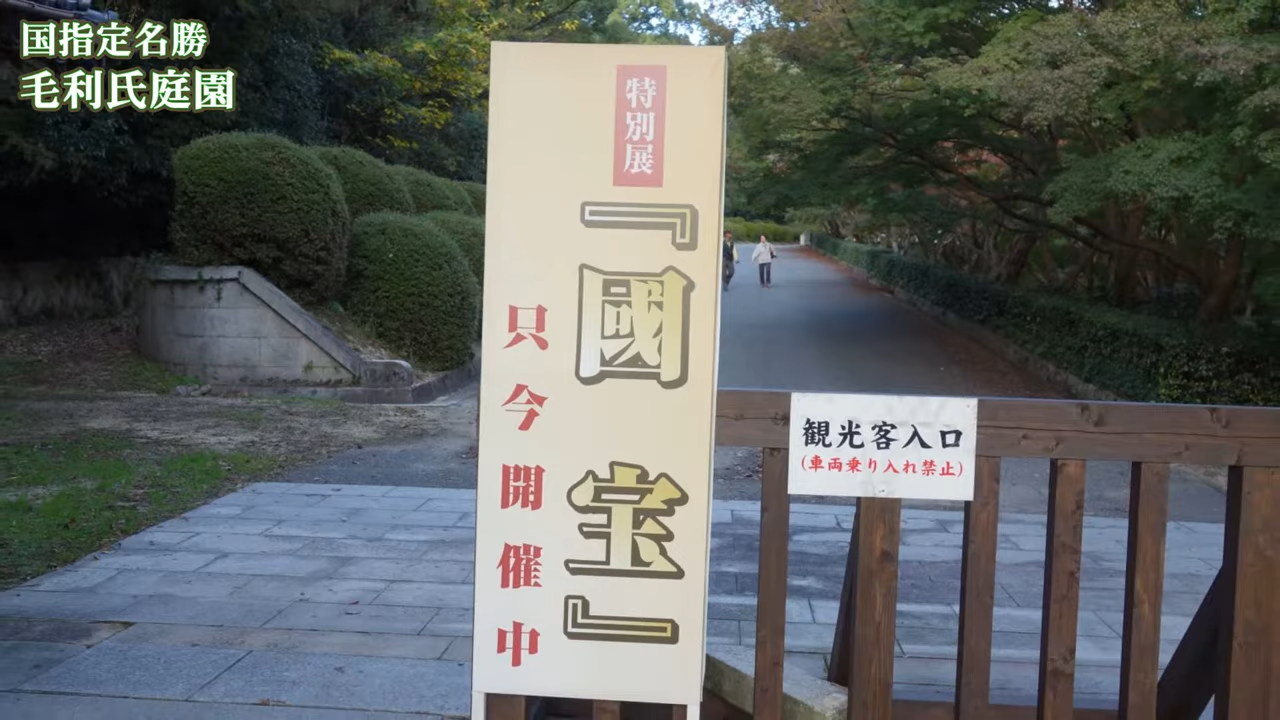 国指定名勝
毛利氏庭園
特別展
『國宝』
只今開催中
観光客入口
(車両乗り入れ禁止)